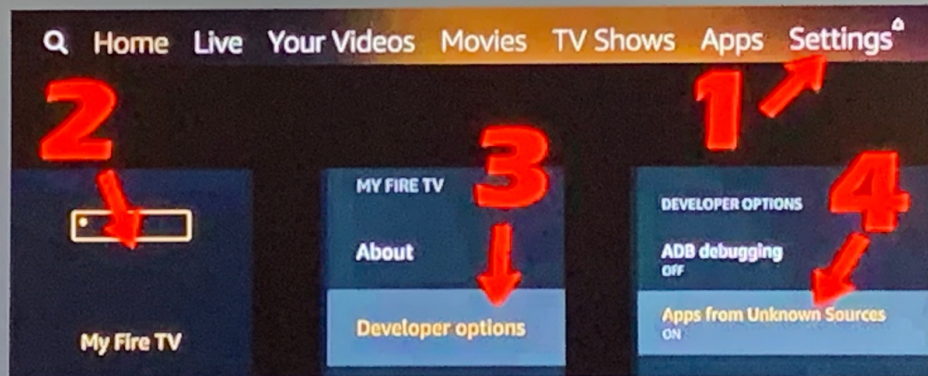 Home Live Your Videos Movies TV Shows Apps Settings
1
2
My Fire TV
3
MY FIRE TV
About
Developer options
4
DEVELOPER OPTIONS
ADB debugging
OFF
Apps from Unknown Sources
ON